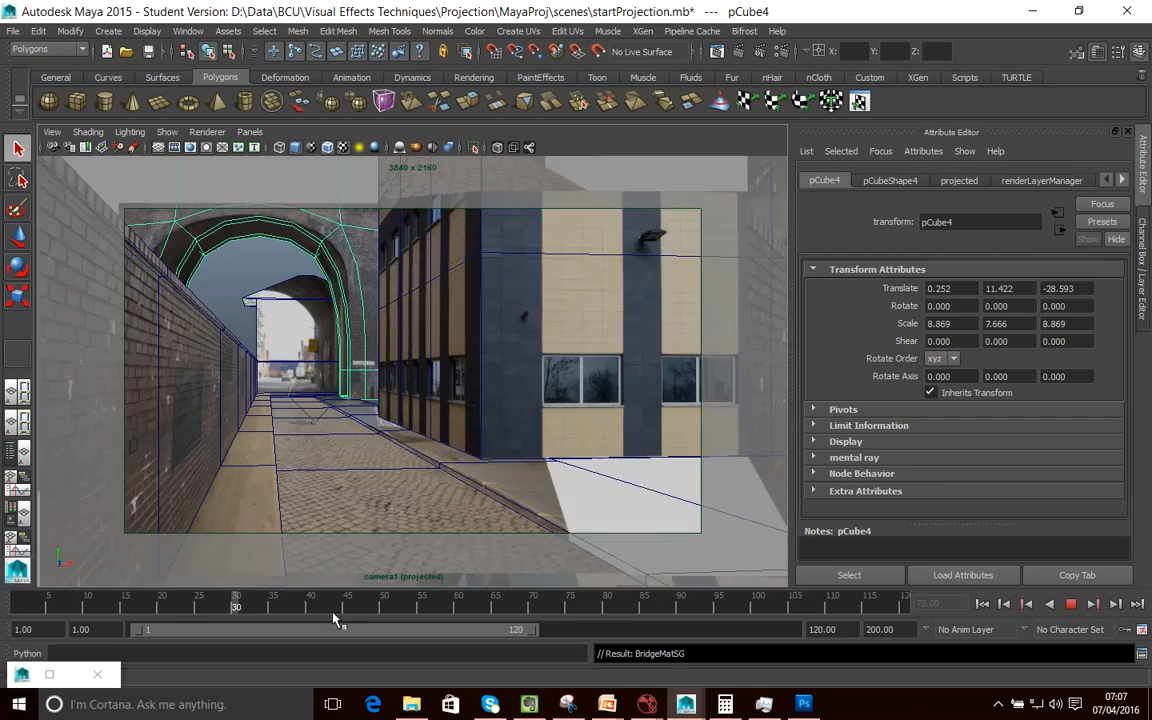 Autodesk Maya 2015 - Student Version: D:\Data\BCU\Visual Effects Techniques\Projection\MayaProj\scenes\startProjection.mb* --- pCube4
File Edit Modify Create Display Window Assets Select Mesh Edit Mesh Mesh Tools Normals Color Create UVs Edit UVs Muscle XGen Pipeline Cache Bifrost Help
Polygons No Live Surface X: Y: Z:
General Curves Surfaces Polygons Deformation Animation Dynamics Rendering PaintEffects Toon Muscle Fluids Fur nHair nCloth Custom XGen Scripts TURTLE
View Shading Lighting Show Renderer Panels
3840 x 2160
camera1 (projected)
Attribute Editor
List Selected Focus Attributes Show Help
pCube4 pCubeShape4 projected renderLayerManager
Focus
transform: pCube4 Presets
Show Hide
Transform Attributes
Translate 0.252 11.422 -28.593
Rotate 0.000 0.000 0.000
Scale 8.869 7.666 8.869
Shear 0.000 0.000 0.000
Rotate Order xyz
Rotate Axis 0.000 0.000 0.000
Inherits Transform
Pivots
Limit Information
Display
mental ray
Node Behavior
Extra Attributes
Notes: pCube4
Select Load Attributes Copy Tab
Attribute Editor
Channel Box / Layer Editor
5 10 15 20 25 30 35 40 45 50 55 60 65 70 75 80 85 90 95 100 105 110 115 12
30
75.00
1.00 1.00 1 120 120.00 200.00 No Anim Layer No Character Set
Python // Result: BridgeMatSG
I'm Cortana. Ask me anything.
07:07
07/04/2016